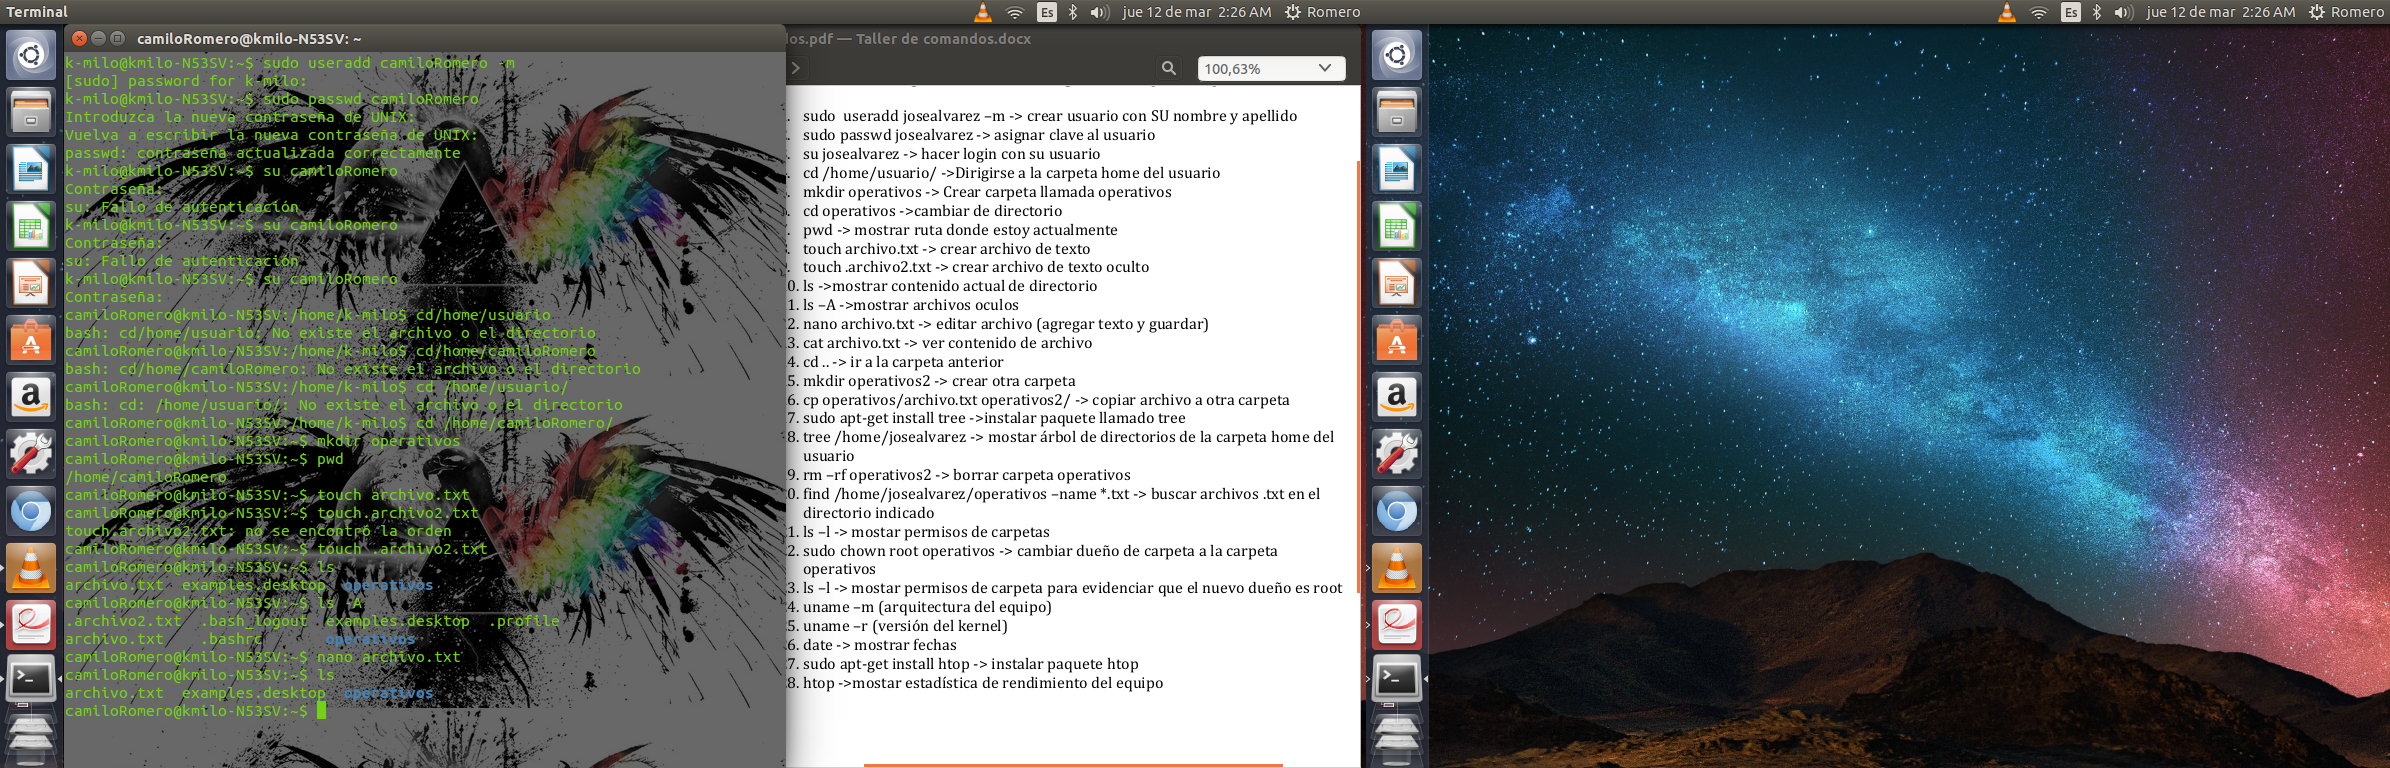 Terminal
Es
jue 12 de mar 2:26 AM
Romero
Es
jue 12 de mar 2:26 AM
Romero
camiloRomero@kmilo-N53SV: ~
k-milo@kmilo-N53SV:~$ sudo useradd camiloRomero -m
[sudo] password for k-milo:
k-milo@kmilo-N53SV:~$ sudo passwd camiloRomero
Introduzca la nueva contraseña de UNIX:
Vuelva a escribir la nueva contraseña de UNIX:
passwd: contraseña actualizada correctamente
k-milo@kmilo-N53SV:~$ su camiloRomero
Contraseña:
su: Fallo de autenticación
k-milo@kmilo-N53SV:~$ su camiloRomero
Contraseña:
su: Fallo de autenticación
k-milo@kmilo-N53SV:~$ su camiloRomero
Contraseña:
camiloRomero@kmilo-N53SV:/home/k-milo$ cd/home/usuario
bash: cd/home/usuario: No existe el archivo o el directorio
camiloRomero@kmilo-N53SV:/home/k-milo$ cd/home/camiloRomero
bash: cd/home/camiloRomero: No existe el archivo o el directorio
camiloRomero@kmilo-N53SV:/home/k-milo$ cd /home/usuario/
bash: cd: /home/usuario/: No existe el archivo o el directorio
camiloRomero@kmilo-N53SV:/home/k-milo$ cd /home/camiloRomero/
camiloRomero@kmilo-N53SV:~$ mkdir operativos
camiloRomero@kmilo-N53SV:~$ pwd
/home/camiloRomero
camiloRomero@kmilo-N53SV:~$ touch archivo.txt
camiloRomero@kmilo-N53SV:~$ touch.archivo2.txt
touch.archivo2.txt: no se encontró la orden
camiloRomero@kmilo-N53SV:~$ touch .archivo2.txt
camiloRomero@kmilo-N53SV:~$ ls
archivo.txt examples.desktop operativos
camiloRomero@kmilo-N53SV:~$ ls -A
.archivo2.txt .bash_logout examples.desktop .profile
archivo.txt .bashrc operativos
camiloRomero@kmilo-N53SV:~$ nano archivo.txt
camiloRomero@kmilo-N53SV:~$ ls
archivo.txt examples.desktop operativos
camiloRomero@kmilo-N53SV:~$
os.pdf — Taller de comandos.docx
100,63%
. sudo useradd josealvarez –m -> crear usuario con SU nombre y apellido
. sudo passwd josealvarez -> asignar clave al usuario
. su josealvarez -> hacer login con su usuario
. cd /home/usuario/ ->Dirigirse a la carpeta home del usuario
. mkdir operativos -> Crear carpeta llamada operativos
. cd operativos ->cambiar de directorio
. pwd -> mostrar ruta donde estoy actualmente
. touch archivo.txt -> crear archivo de texto
. touch .archivo2.txt -> crear archivo de texto oculto
0. ls ->mostrar contenido actual de directorio
1. ls –A ->mostrar archivos oculos
2. nano archivo.txt -> editar archivo (agregar texto y guardar)
3. cat archivo.txt -> ver contenido de archivo
4. cd .. -> ir a la carpeta anterior
5. mkdir operativos2 -> crear otra carpeta
6. cp operativos/archivo.txt operativos2/ -> copiar archivo a otra carpeta
7. sudo apt-get install tree ->instalar paquete llamado tree
8. tree /home/josealvarez -> mostar árbol de directorios de la carpeta home del
usuario
9. rm –rf operativos2 -> borrar carpeta operativos
0. find /home/josealvarez/operativos –name *.txt -> buscar archivos .txt en el
directorio indicado
1. ls –l -> mostar permisos de carpetas
2. sudo chown root operativos -> cambiar dueño de carpeta a la carpeta
operativos
3. ls –l -> mostar permisos de carpeta para evidenciar que el nuevo dueño es root
4. uname –m (arquitectura del equipo)
5. uname –r (versión del kernel)
6. date -> mostrar fechas
7. sudo apt-get install htop -> instalar paquete htop
8. htop ->mostar estadística de rendimiento del equipo